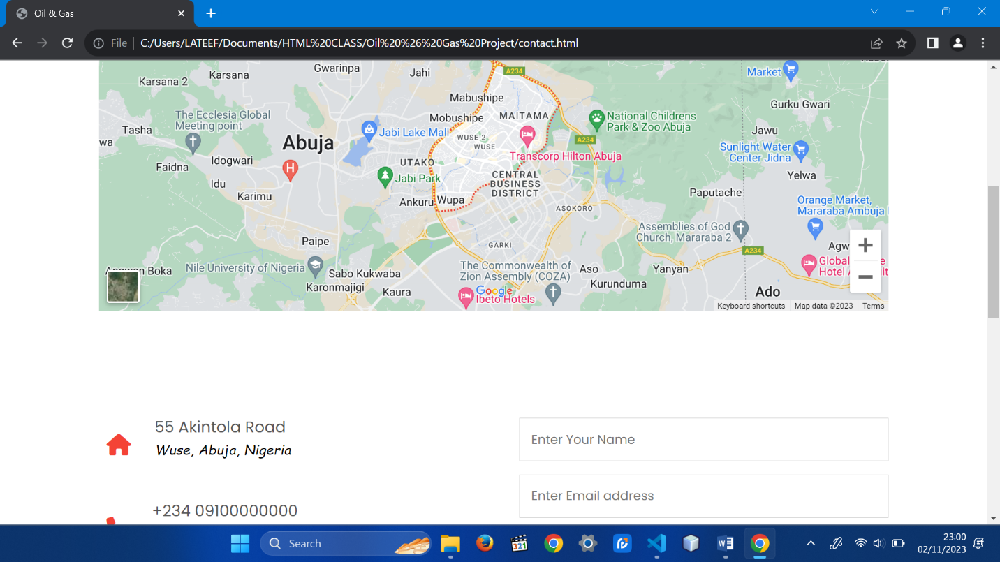 Oil & Gas
File
C:/Users/LATEEF/Documents/HTML%20CLASS/Oil%20%26%20Gas%20Project/contact.html
Gwarinpa
Karsana
Jahi
A234
Market
Karsana 2
Mabushipe
The Ecclesia Global
Meeting point
Mobushipe
MAITAMA
National Childrens
Park & Zoo Abuja
Gurku Gwari
Tasha
Jabi Lake Mall
WUSE 2
Jawu
wa
Abuja
WUSE
A234
Sunlight Water
Center Jidna
Transcorp Hilton Abuja
Idogwari
UTAKO
Faidna
H
CENTRAL
BUSINESS
DISTRICT
Yelwa
Jabi Park
Idu
Karimu
Ankuru
Wupa
Paputache
Orange Market,
Mararaba Ambuja
ASOKORO
Assemblies of God
Church, Mararaba 2
Paipe
GARKI
Agw
A234
Nile University of Nigeria
The Commonwealth of
Zion Assembly (COZA)
Aso
Yanyan
Global
Hotel
Boka
Sabo Kukwaba
Karonmajigi
Kaura
Google
Ibeto Hotels
Kurunduma
Ado
Keyboard shortcuts
Map data ©2023
Terms
55 Akintola Road
Wuse, Abuja, Nigeria
+234 09100000000
Enter Your Name
Enter Email address
Search
321
23:00
02/11/2023